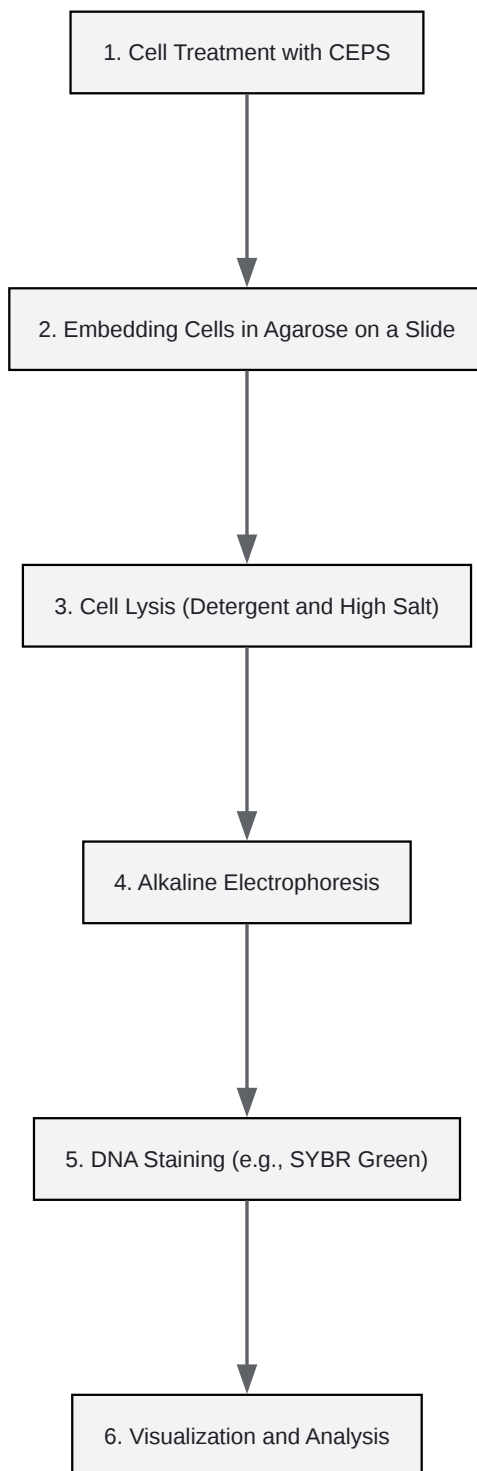 1. Cell Treatment with CEPS
2. Embedding Cells in Agarose on a Slide
3. Cell Lysis (Detergent and High Salt)
4. Alkaline Electrophoresis
5. DNA Staining (e.g., SYBR Green)
6. Visualization and Analysis